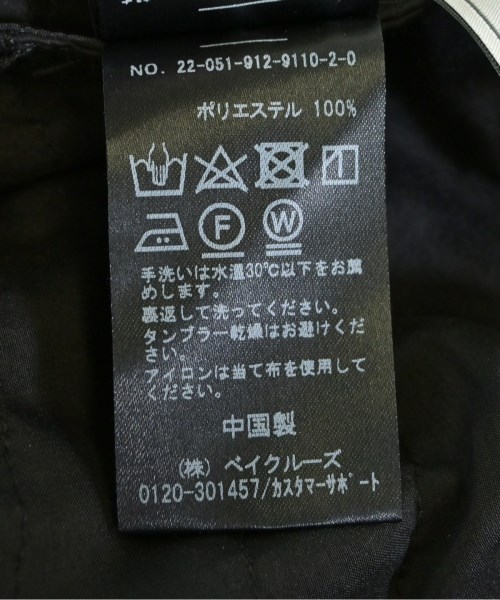 NO. 22-051-912-9110-2-0
ポリエステル 100%
F W
手洗いは水温30℃以下をお薦
めします。
裏返して洗ってください。
タンブラー乾燥はお避けくだ
さい。
アイロンは当て布を使用して
ください。
中国製
(株) ベイクルーズ
0120-301457/カスタマーサポート